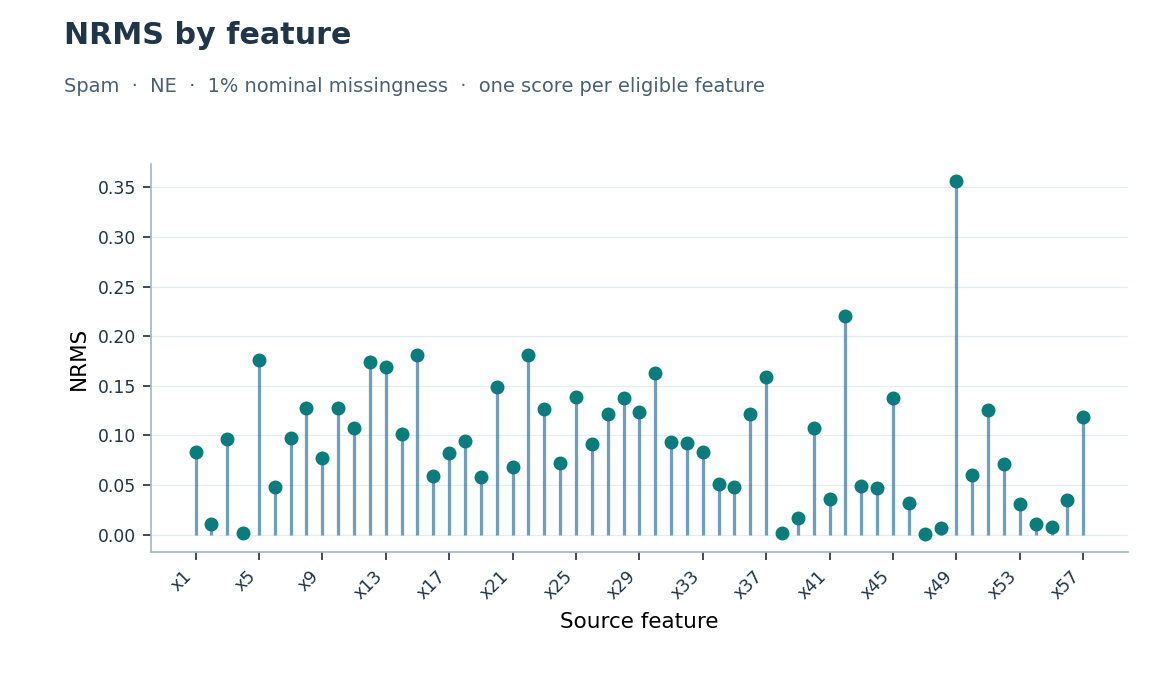 NRMS by feature
Spam · NE · 1% nominal missingness · one score per eligible feature
NRMS
0.35
0.30
0.25
0.20
0.15
0.10
0.05
0.00
x1 x5 x9 x13 x17 x21 x25 x29 x33 x37 x41 x45 x49 x53 x57
Source feature